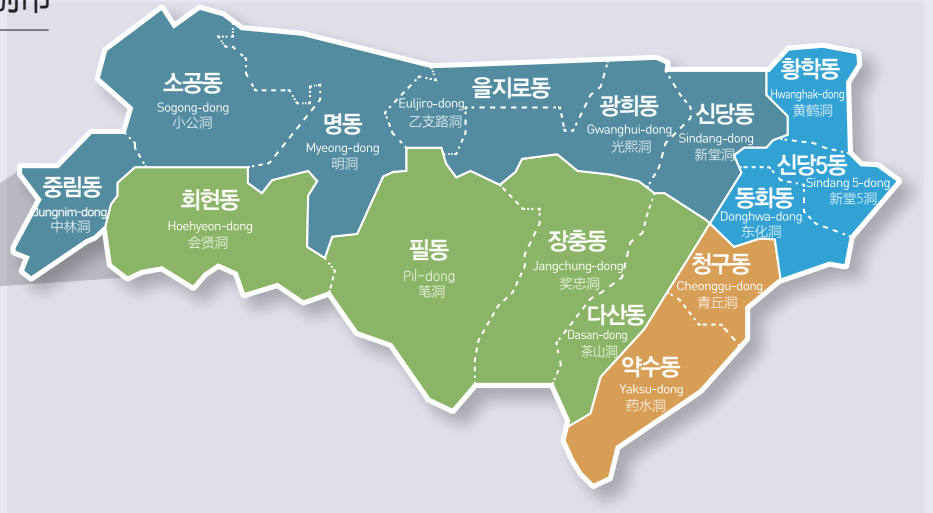 소공동
Sogong-dong
小公洞
명동
Myeong-dong
明洞
을지로동
Euljiro-dong
乙支路洞
광희동
Gwanghui-dong
光熙洞
신당동
Sindang-dong
新堂洞
황학동
Hwanghak-dong
黄鹤洞
신당5동
Sindang 5-dong
新堂5洞
동화동
Donghwa-dong
东化洞
중림동
Jungnim-dong
中林洞
회현동
Hoehyeon-dong
会贤洞
필동
Pil-dong
笔洞
장충동
Jangchung-dong
奖忠洞
다산동
Dasan-dong
茶山洞
청구동
Cheonggu-dong
青丘洞
약수동
Yaksu-dong
药水洞